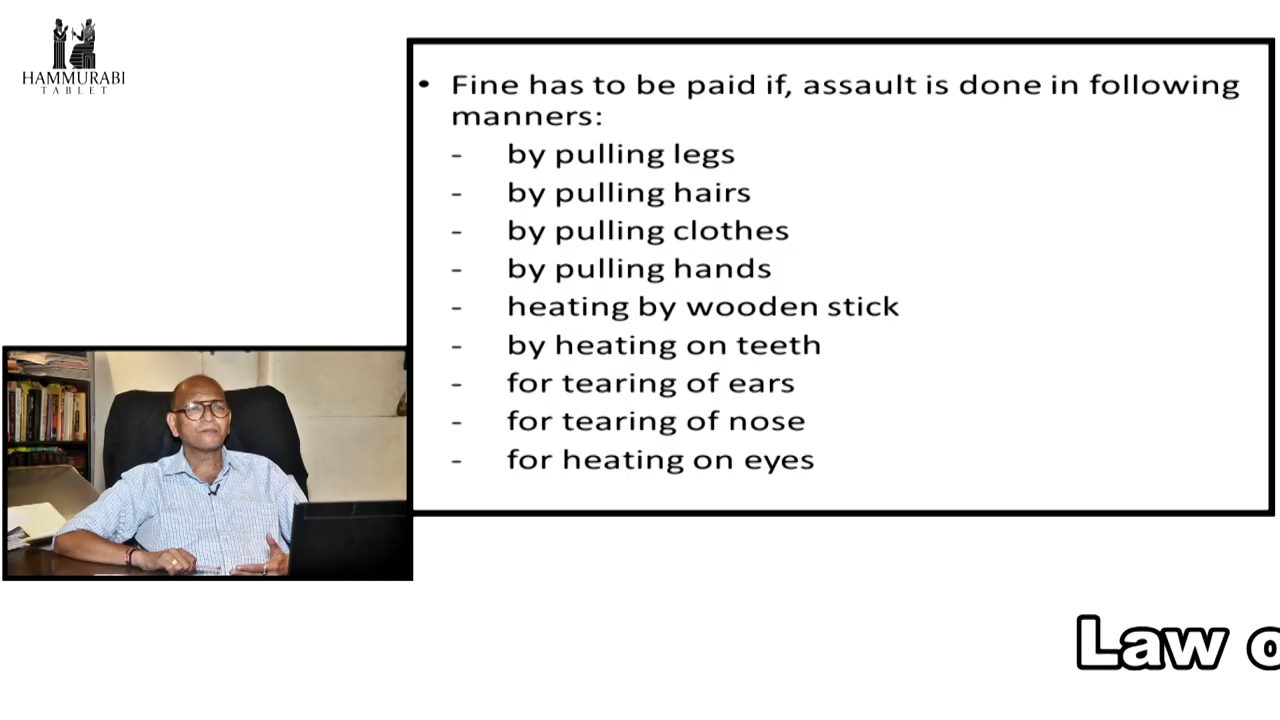 HAMMURABI
TABLET
• Fine has to be paid if, assault is done in following
manners:
- by pulling legs
- by pulling hairs
- by pulling clothes
- by pulling hands
- heating by wooden stick
- by heating on teeth
- for tearing of ears
- for tearing of nose
- for heating on eyes
Law